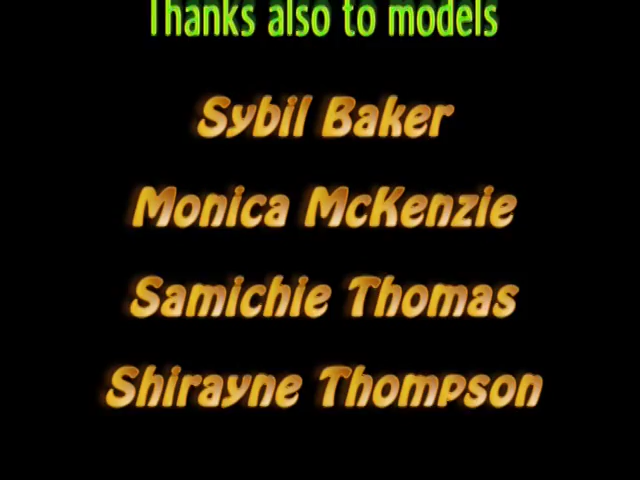 Thanks also to models
Sybil Baker
Monica McKenzie
Samichie Thomas
Shirayne Thompson